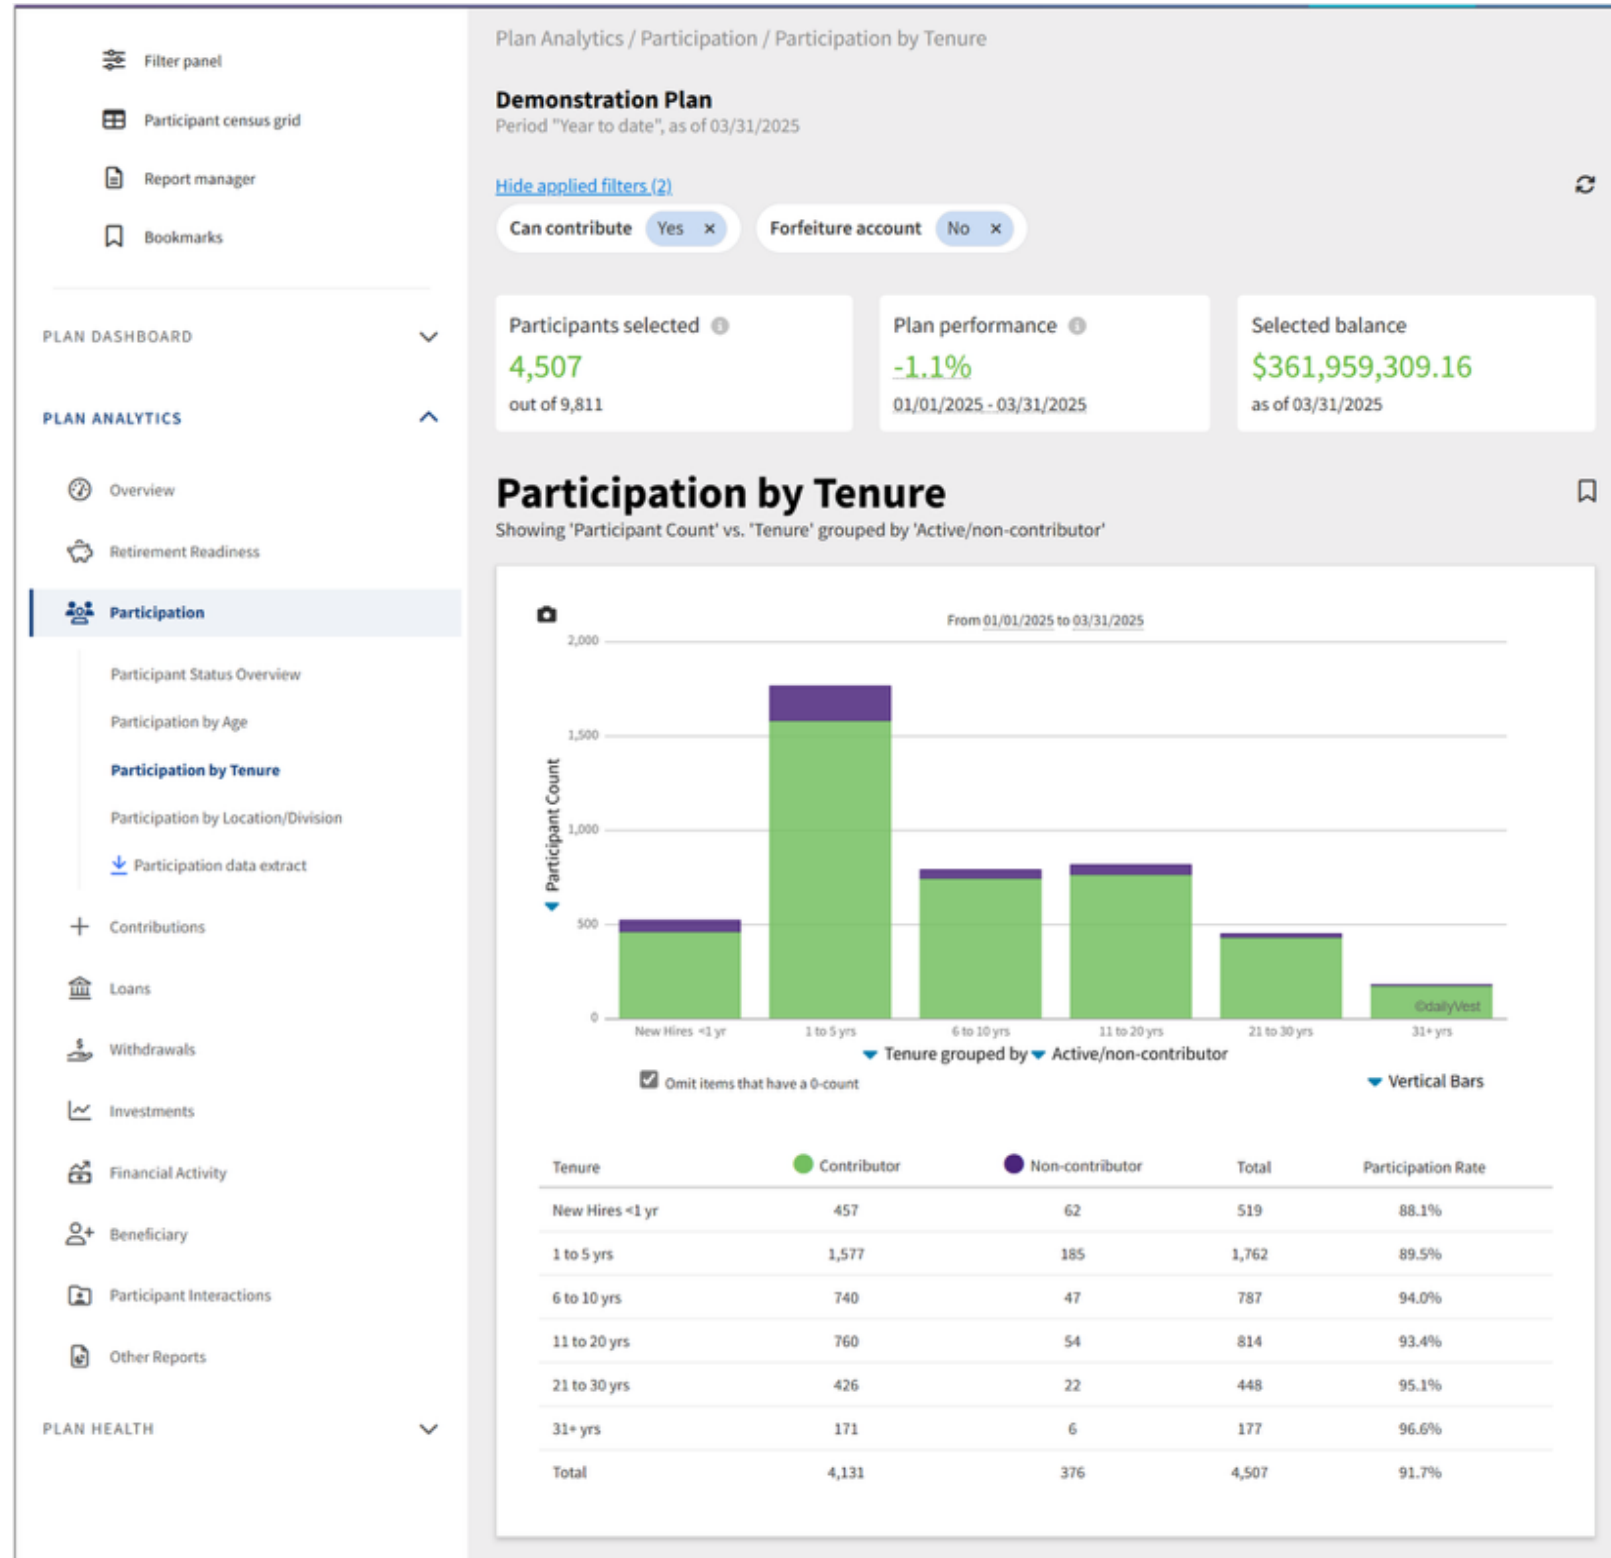 Filter panel
Participant census grid
Report manager
Bookmarks
PLAN DASHBOARD
PLAN ANALYTICS
Overview
Retirement Readiness
Participation
Participant Status Overview
Participation by Age
Participation by Tenure
Participation by Location/Division
Participation data extract
Contributions
Loans
Withdrawals
Investments
Financial Activity
Beneficiary
Participant Interactions
Other Reports
PLAN HEALTH
Plan Analytics / Participation / Participation by Tenure
Demonstration Plan
Period "Year to date", as of 03/31/2025
Hide applied filters (2)
Can contribute Yes × Forfeiture account No ×
Participants selected
4,507
out of 9,811
Plan performance
-1.1%
01/01/2025 - 03/31/2025
Selected balance
$361,959,309.16
as of 03/31/2025
Participation by Tenure
Showing 'Participant Count' vs. 'Tenure' grouped by 'Active/non-contributor'
From 01/01/2025 to 03/31/2025
2,000
1,500
1,000
500
0
Participant Count
©dailyVest
New Hires <1 yr 1 to 5 yrs 6 to 10 yrs 11 to 20 yrs 21 to 30 yrs 31+ yrs
Tenure grouped by Active/non-contributor
Omit items that have a 0-count
Vertical Bars
Tenure Contributor Non-contributor Total Participation Rate
New Hires <1 yr 457 62 519 88.1%
1 to 5 yrs 1,577 185 1,762 89.5%
6 to 10 yrs 740 47 787 94.0%
11 to 20 yrs 760 54 814 93.4%
21 to 30 yrs 426 22 448 95.1%
31+ yrs 171 6 177 96.6%
Total 4,131 376 4,507 91.7%